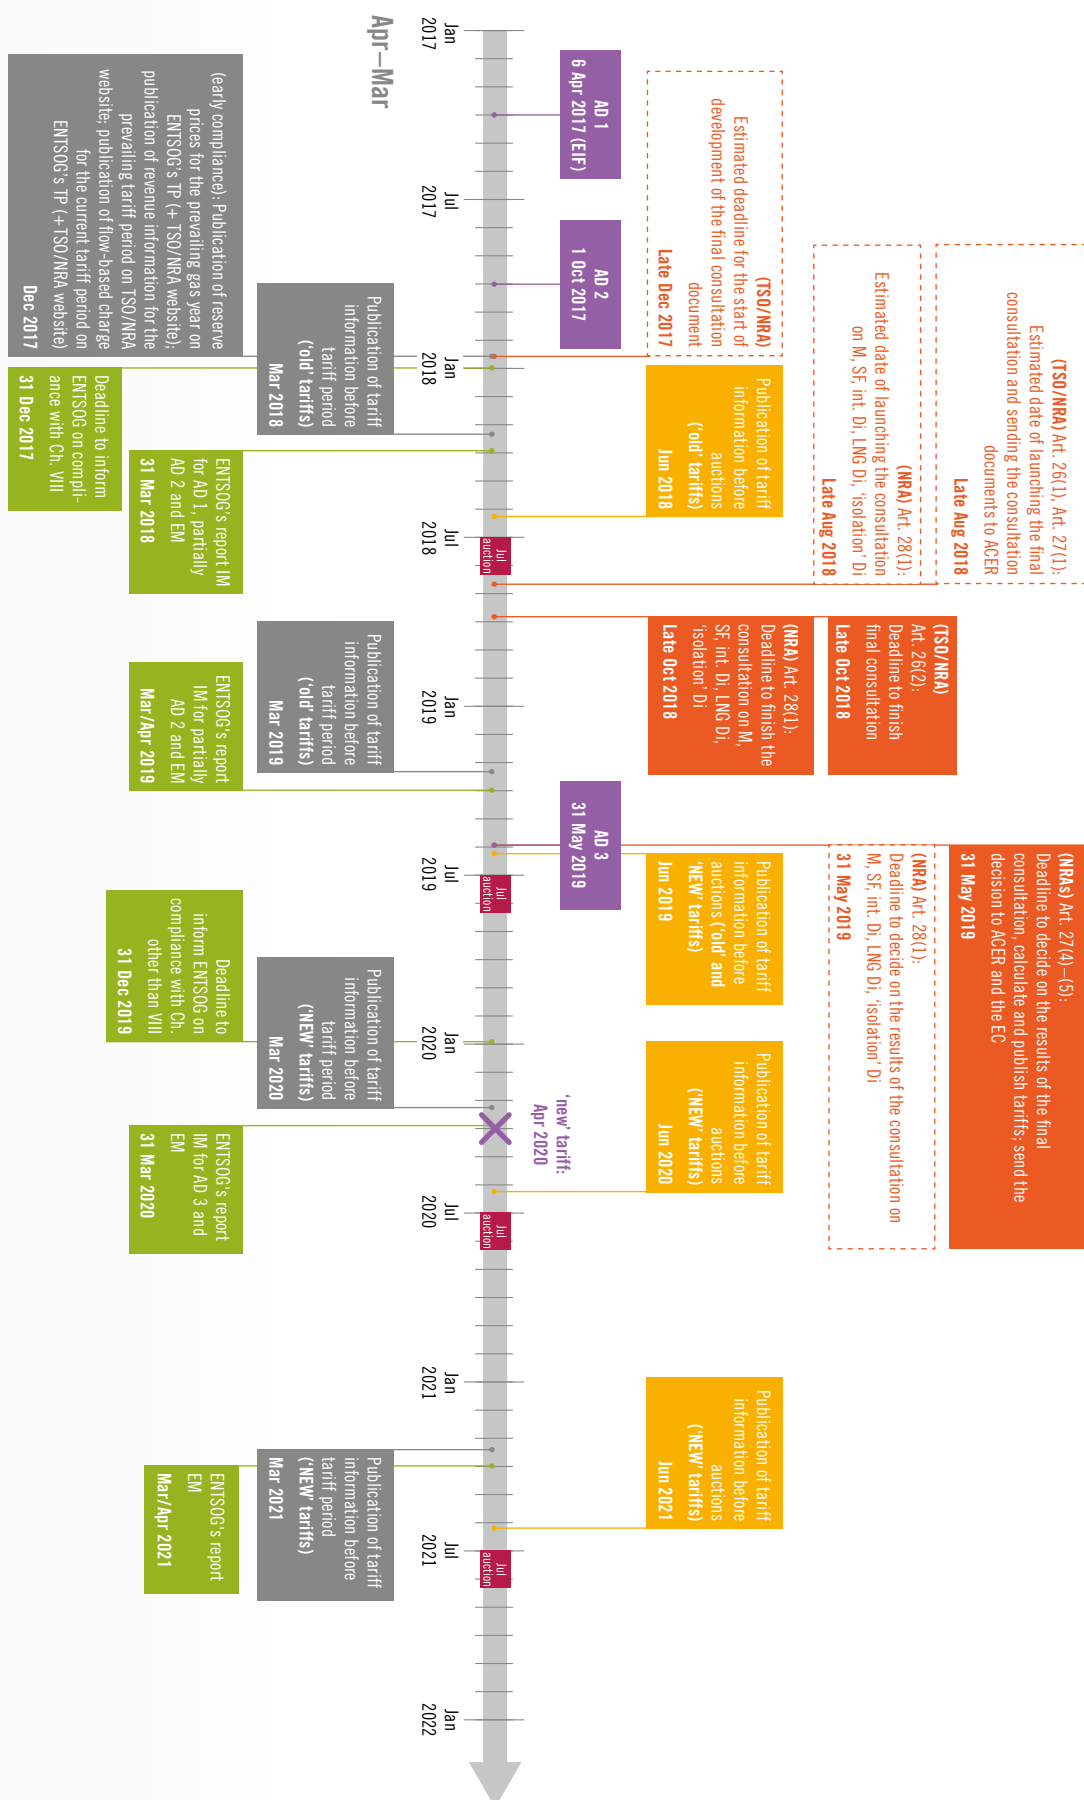 Apr–Mar
Jan
2017
Jul
2017
Jan
2018
Jul
2018
Jan
2019
Jul
2019
Jan
2020
Jul
2020
Jan
2021
Jul
2021
Jan
2022
Jul
auction
Jul
auction
Jul
auction
Jul
auction
(TSO/NRA) Art. 26(1), Art. 27(1):
Estimated date of launching the final
consultation and sending the consultation
documents to ACER
Late Aug 2018
(NRA) Art. 28(1):
Estimated date of launching the consultation
on M, SF, int. Di, LNG Di, ‘isolation’ Di
Late Aug 2018
(TSO/NRA)
Estimated deadline for the start of
development of the final consultation
document
Late Dec 2017
(TSO/NRA)
Art. 26(2):
Deadline to finish
final consultation
Late Oct 2018
(NRA) Art. 28(1):
Deadline to finish the
consultation on M,
SF, int. Di, LNG Di,
‘isolation’ Di
Late Oct 2018
(NRAs) Art. 27(4)–(5):
Deadline to decide on the results of the final
consultation, calculate and publish tariffs; send the
decision to ACER and the EC
31 May 2019
(NRA) Art. 28(1):
Deadline to decide on the results of the consultation on
M, SF, int. Di, LNG Di, ‘isolation’ Di
31 May 2019
Publication of tariff
information before
auctions
(‘old’ tariffs)
Jun 2018
Publication of tariff
information before
auctions (‘old’ and
‘NEW’ tariffs)
Jun 2019
Publication of tariff
information before
auctions
(‘NEW’ tariffs)
Jun 2020
Publication of tariff
information before
auctions
(‘NEW’ tariffs)
Jun 2021
AD 1
6 Apr 2017 (EIF)
AD 2
1 Oct 2017
AD 3
31 May 2019
‘new’ tariff:
Apr 2020
(early compliance): Publication of reserve
prices for the prevailing gas year on
ENTSOG’s TP (+ TSO/NRA website);
publication of revenue information for the
prevailing tariff period on TSO/NRA
website; publication of flow-based charge
for the current tariff period on
ENTSOG’s TP (+ TSO/NRA website)
Dec 2017
Publication of tariff
information before
tariff period
(‘old’ tariffs)
Mar 2018
Publication of tariff
information before
tariff period
(‘old’ tariffs)
Mar 2019
Publication of tariff
information before
tariff period
(‘NEW’ tariffs)
Mar 2020
Publication of tariff
information before
tariff period
(‘NEW’ tariffs)
Mar 2021
Deadline to inform
ENTSOG on compli-
ance with Ch. VIII
31 Dec 2017
ENTSOG’s report IM
for AD 1, partially
AD 2 and EM
31 Mar 2018
ENTSOG’s report
IM for partially
AD 2 and EM
Mar/Apr 2019
Deadline to
inform ENTSOG on
compliance with Ch.
other than VIII
31 Dec 2019
ENTSOG’s report
IM for AD 3 and
EM
31 Mar 2020
ENTSOG’s report
EM
Mar/Apr 2021